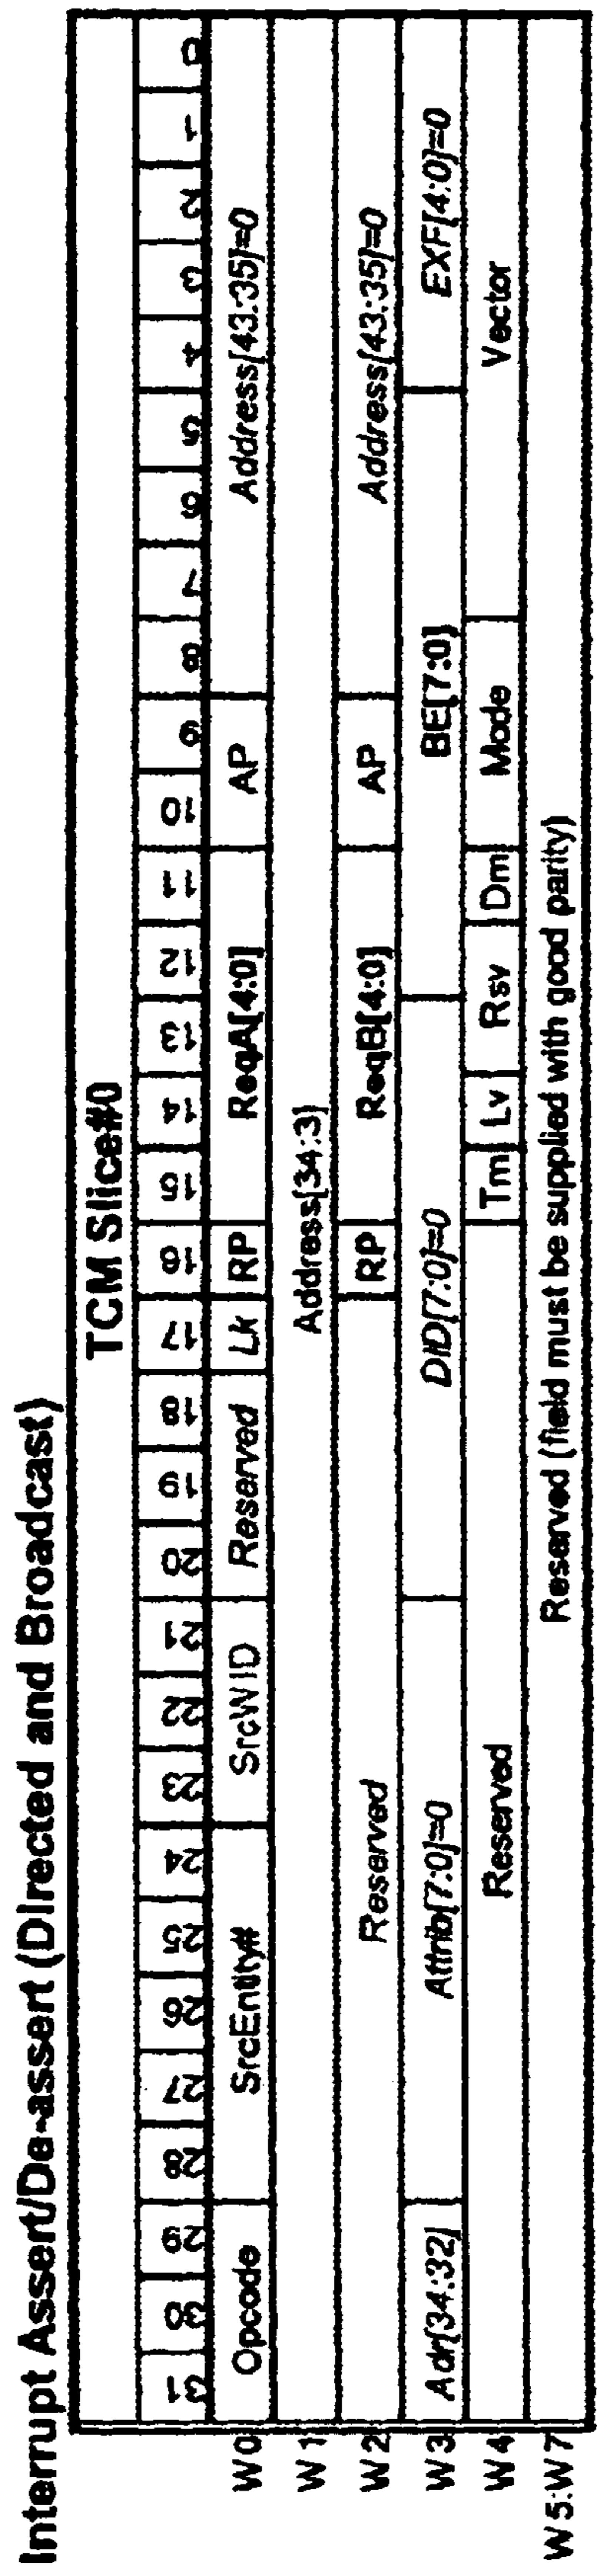 Interrupt Assert/De-assert (Directed and Broadcast)
TCM Slice#0
31 30 29 28 27 26 25 24 23 22 21 20 19 18 17 16 15 14 13 12 11 10 9 8 7 6 5 4 3 2 1 0
W0 Opcode SrcEntity# SrcWID Reserved Lk RP ReqA[4:0] AP Address[43:35]=0
W1 Address[34:3]
W2 Reserved RP ReqB[4:0] AP Address[43:35]=0
W3 Adr[34:32] Attrib[7:0]=0 DID[7:0]=0 BE[7:0] EXF[4:0]=0
W4 Reserved Tm Lv Rsv Dm Mode Vector
W5:W7 Reserved (field must be supplied with good parity)